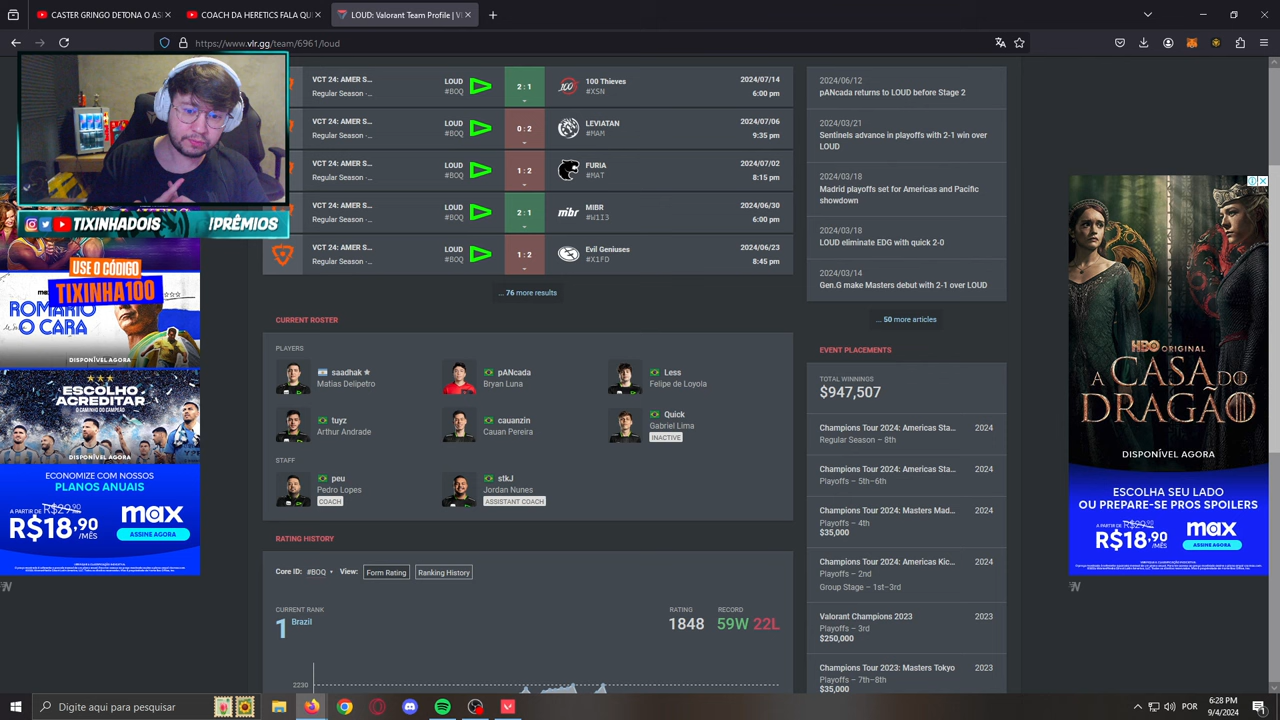 CASTER GRINGO DETONA O AS
COACH DA HERETICS FALA QU
LOUD: Valorant Team Profile | Vl
https://www.vlr.gg/team/6961/loud
VCT 24: AMER S...
Regular Season -...
LOUD
#BOQ
2 : 1
100 Thieves
#XSN
2024/07/14
6:00 pm
VCT 24: AMER S...
Regular Season -...
LOUD
#BOQ
0 : 2
LEVIATAN
#MAM
2024/07/06
9:35 pm
VCT 24: AMER S...
Regular Season -...
LOUD
#BOQ
1 : 2
FURIA
#MAT
2024/07/02
8:15 pm
VCT 24: AMER S...
Regular Season -...
LOUD
#BOQ
2 : 1
mibr
MIBR
#W1I3
2024/06/30
6:00 pm
VCT 24: AMER S...
Regular Season -...
LOUD
#BOQ
1 : 2
Evil Geniuses
#X1FD
2024/06/23
8:45 pm
... 76 more results
TIXINHADOIS
!PRÊMIOS
USE O CÓDIGO
TIXINHA100
ROMÁRIO
O CARA
DISPONÍVEL AGORA
ESCOLHO
ACREDITAR
O CAMINHO DO CAMPEÃO
DISPONÍVEL AGORA
ECONOMIZE COM NOSSOS
PLANOS ANUAIS
A PARTIR DE R$29,90
R$18,90
/MÊS
max
ASSINE AGORA
CURRENT ROSTER
PLAYERS
saadhak
Matias Delipetro
pANcada
Bryan Luna
Less
Felipe de Loyola
tuyz
Arthur Andrade
cauanzin
Cauan Pereira
Quick
Gabriel Lima
INACTIVE
STAFF
peu
Pedro Lopes
COACH
stkJ
Jordan Nunes
ASSISTANT COACH
RATING HISTORY
Core ID: #BOQ View: Team Rating Ranking History
CURRENT RANK
1 Brazil
RATING
1848
RECORD
59W 22L
2230
2024/06/12
pANcada returns to LOUD before Stage 2
2024/03/21
Sentinels advance in playoffs with 2-1 win over
LOUD
2024/03/18
Madrid playoffs set for Americas and Pacific
showdown
2024/03/18
LOUD eliminate EDG with quick 2-0
2024/03/14
Gen.G make Masters debut with 2-1 over LOUD
... 50 more articles
EVENT PLACEMENTS
TOTAL WINNINGS
$947,507
Champions Tour 2024: Americas Sta... 2024
Regular Season – 8th
Champions Tour 2024: Americas Sta... 2024
Playoffs – 5th–6th
Champions Tour 2024: Masters Mad... 2024
Playoffs – 4th
$35,000
Champions Tour 2024: Americas Kic... 2024
Playoffs – 2nd
Group Stage – 1st–3rd
Valorant Champions 2023 2023
Playoffs – 3rd
$250,000
Champions Tour 2023: Masters Tokyo 2023
Playoffs – 7th–8th
$35,000
HBO ORIGINAL
A CASA DO
DRAGÃO
DISPONÍVEL AGORA
ESCOLHA SEU LADO
OU PREPARE-SE PROS SPOILERS
A PARTIR DE R$29,90
R$18,90
/MÊS
max
ASSINE AGORA
Digite aqui para pesquisar
POR
6:28 PM
9/4/2024